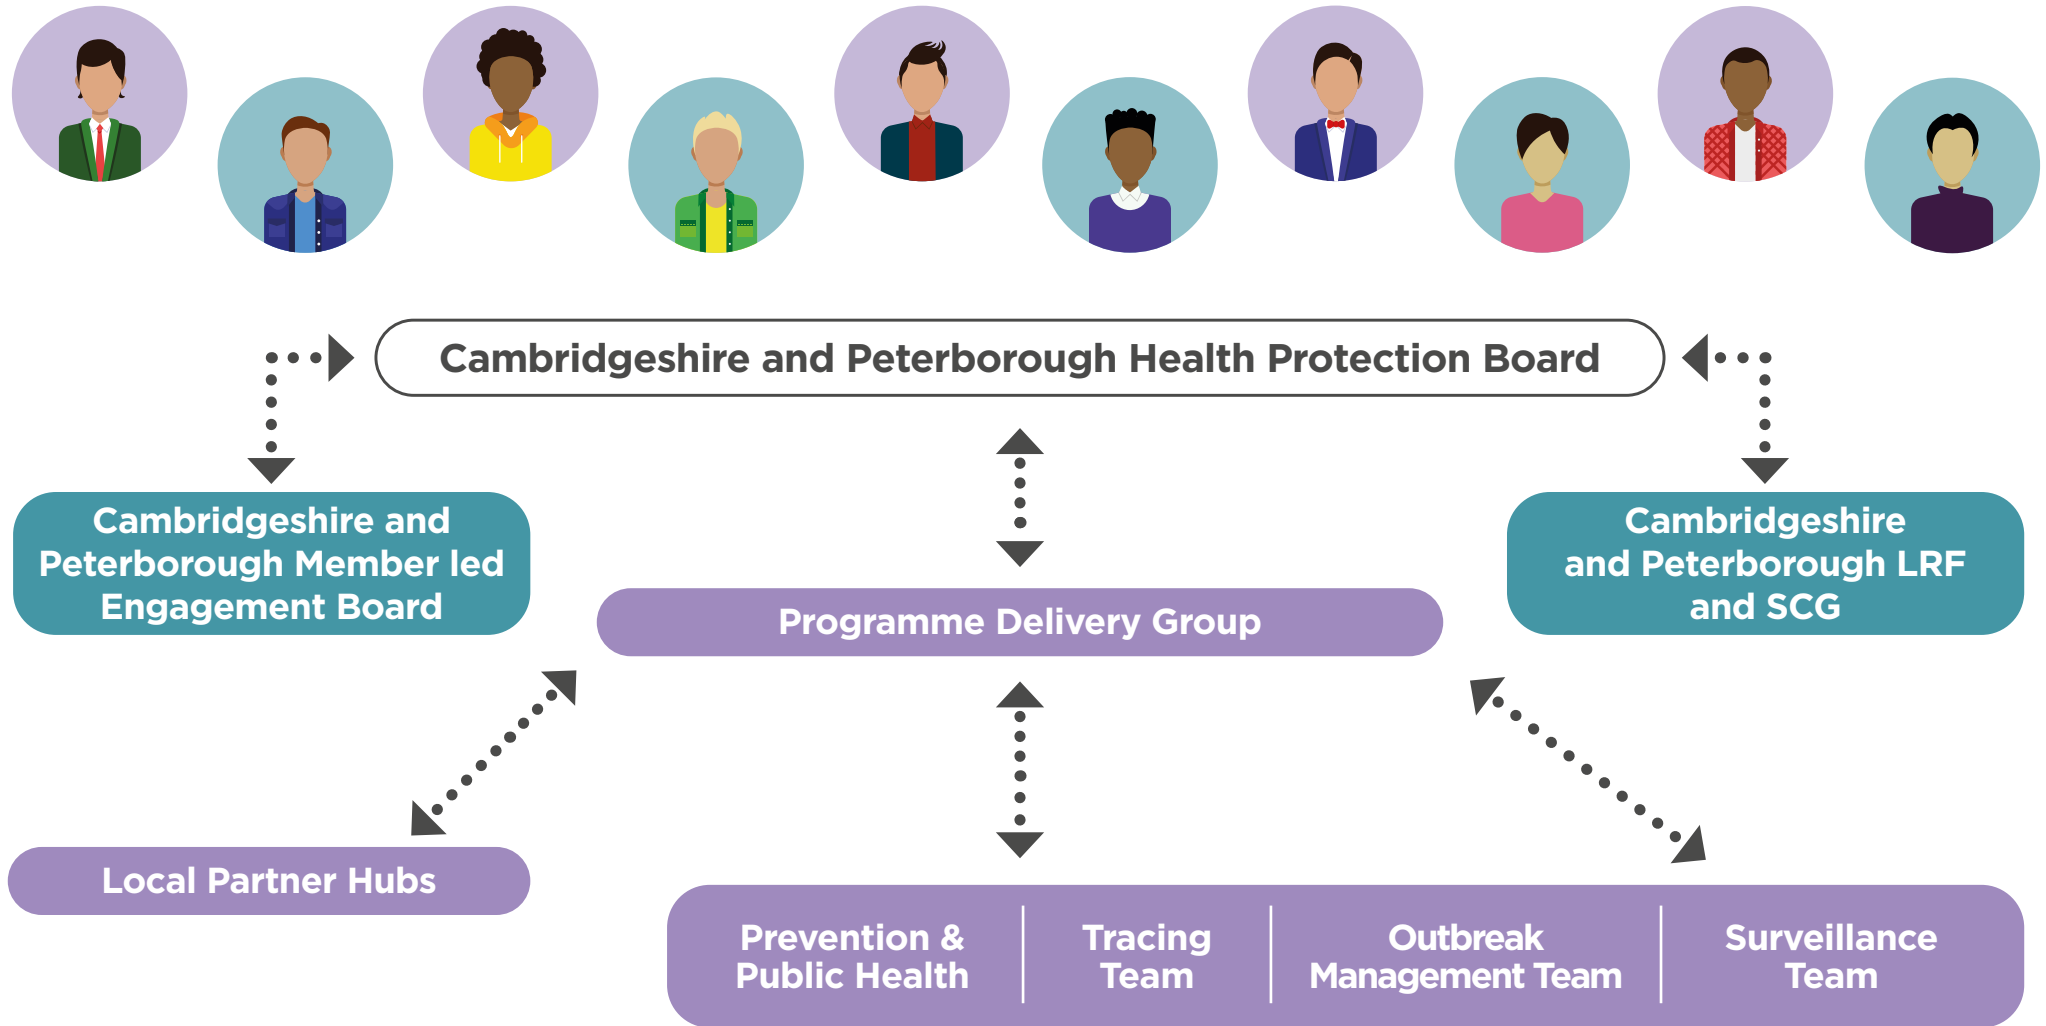 Cambridgeshire and Peterborough Health Protection Board
Cambridgeshire and
Peterborough Member led
Engagement Board
Cambridgeshire
and Peterborough LRF
and SCG
Programme Delivery Group
Local Partner Hubs
Prevention &
Public Health
Tracing
Team
Outbreak
Management Team
Surveillance
Team